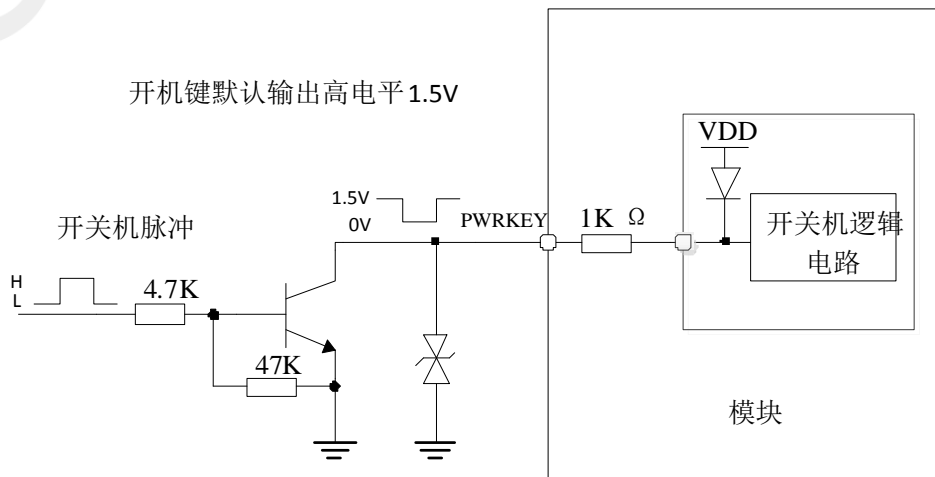 开机键默认输出高电平1.5V
VDD
1.5V
0V
PWRKEY
1K Ω
开关机逻辑
电路
开关机脉冲
H
L
4.7K
47K
模块